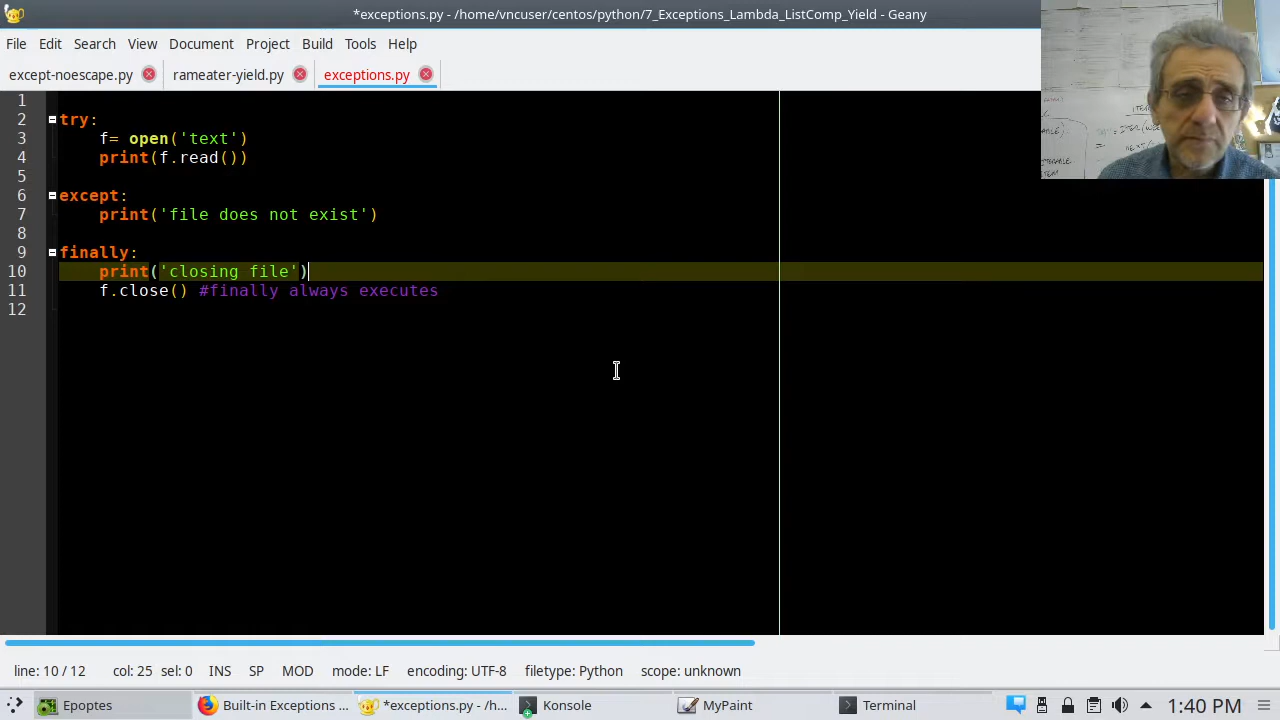 *exceptions.py - /home/vncuser/centos/python/7_Exceptions_Lambda_ListComp_Yield - Geany
File Edit Search View Document Project Build Tools Help
except-noescape.py rameater-yield.py exceptions.py
1
2 try:
3 f= open('text')
4 print(f.read())
5
6 except:
7 print('file does not exist')
8
9 finally:
10 print('closing file')
11 f.close() #finally always executes
12
line: 10 / 12 col: 25 sel: 0 INS SP MOD mode: LF encoding: UTF-8 filetype: Python scope: unknown
Epoptes Built-in Exceptions ... *exceptions.py - /h... Konsole MyPaint Terminal 1:40 PM